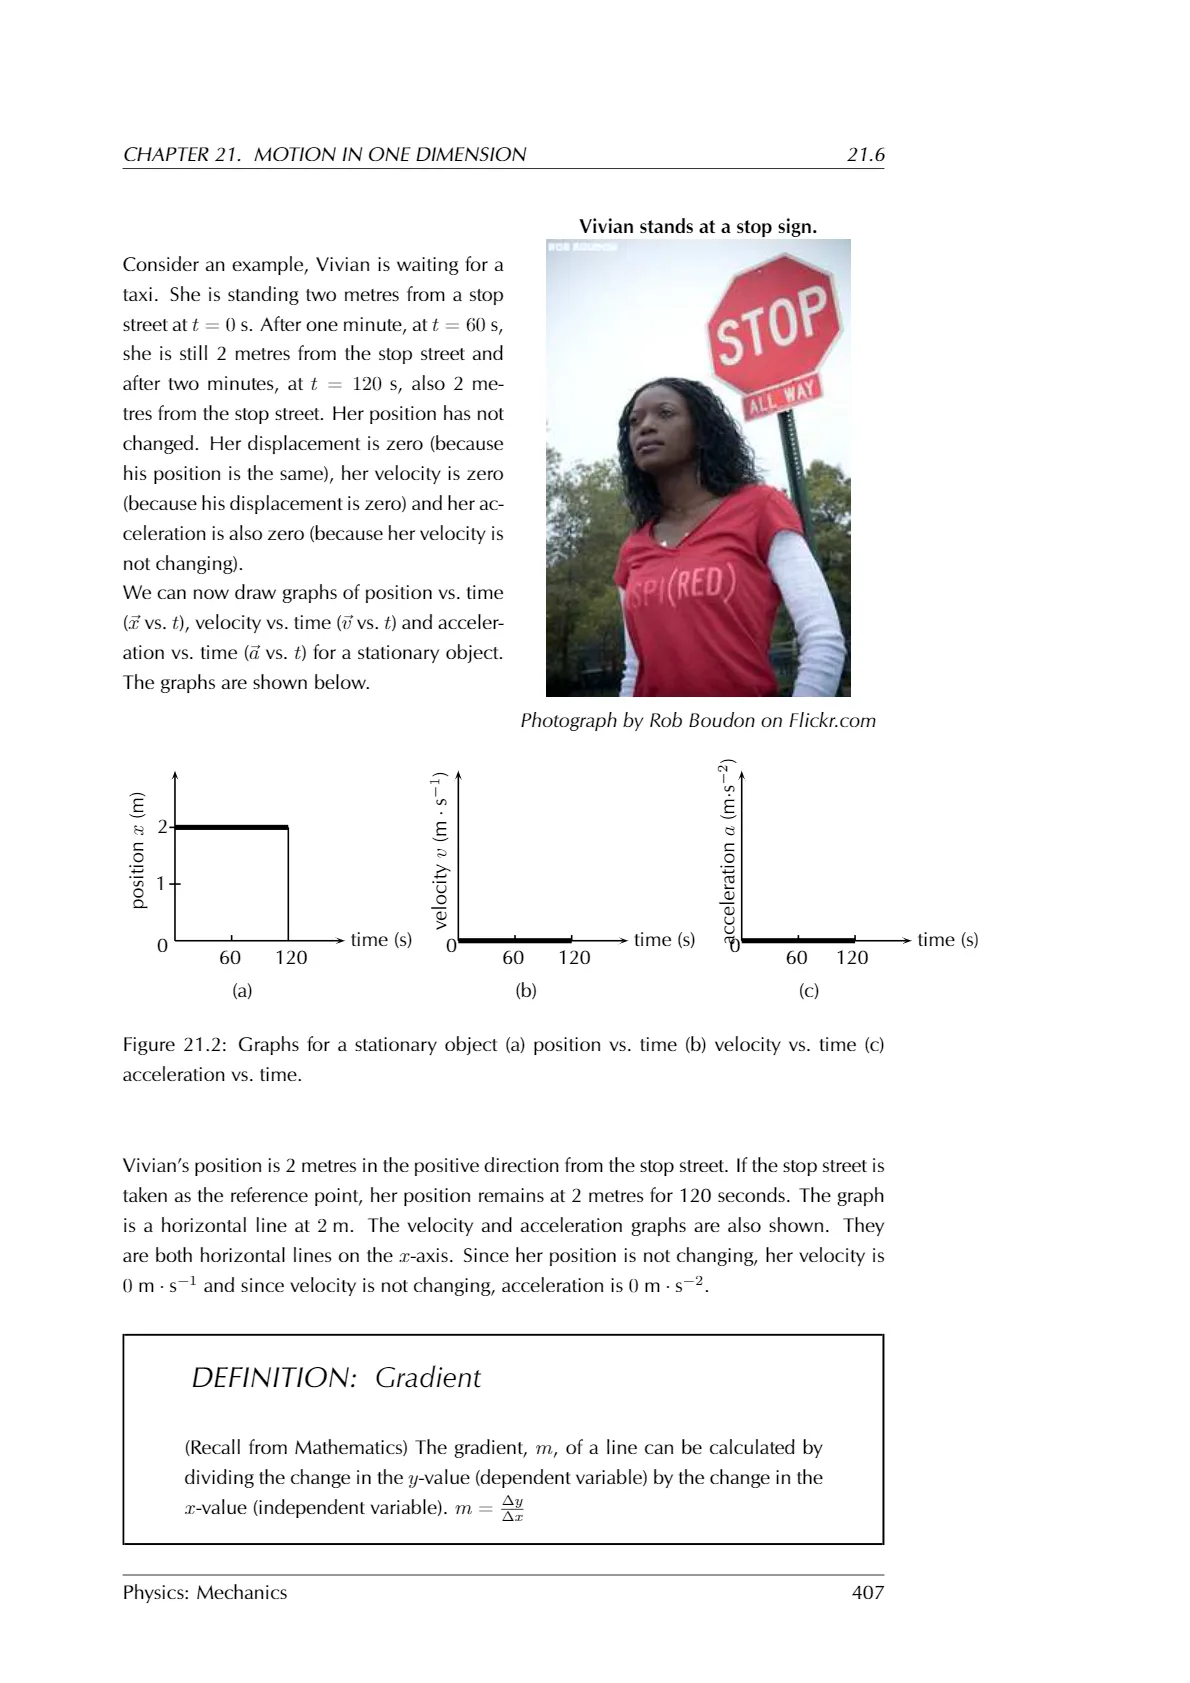 CHAPTER 21. MOTION IN ONE DIMENSION 21.6
Vivian stands at a stop sign.
Consider an example, Vivian is waiting for a
taxi. She is standing two metres from a stop
street at t = 0 s. After one minute, at t = 60 s,
she is still 2 metres from the stop street and
after two minutes, at t = 120 s, also 2 me-
tres from the stop street. Her position has not
changed. Her displacement is zero (because
his position is the same), her velocity is zero
(because his displacement is zero) and her ac-
celeration is also zero (because her velocity is
not changing).
We can now draw graphs of position vs. time
(x⃗ vs. t), velocity vs. time (v⃗ vs. t) and acceler-
ation vs. time (a⃗ vs. t) for a stationary object.
The graphs are shown below.
ROB BOUDON
STOP
ALL WAY
SPI(RED)
Photograph by Rob Boudon on Flickr.com
position x (m)
2
1
0
60 120
time (s)
(a)
velocity v (m · s⁻¹)
0
60 120
time (s)
(b)
acceleration a (m·s⁻²)
0
60 120
time (s)
(c)
Figure 21.2: Graphs for a stationary object (a) position vs. time (b) velocity vs. time (c)
acceleration vs. time.
Vivian’s position is 2 metres in the positive direction from the stop street. If the stop street is
taken as the reference point, her position remains at 2 metres for 120 seconds. The graph
is a horizontal line at 2 m. The velocity and acceleration graphs are also shown. They
are both horizontal lines on the x-axis. Since her position is not changing, her velocity is
0 m · s⁻¹ and since velocity is not changing, acceleration is 0 m · s⁻².
DEFINITION: Gradient
(Recall from Mathematics) The gradient, m, of a line can be calculated by
dividing the change in the y-value (dependent variable) by the change in the
x-value (independent variable). m = Δy/Δx
Physics: Mechanics 407